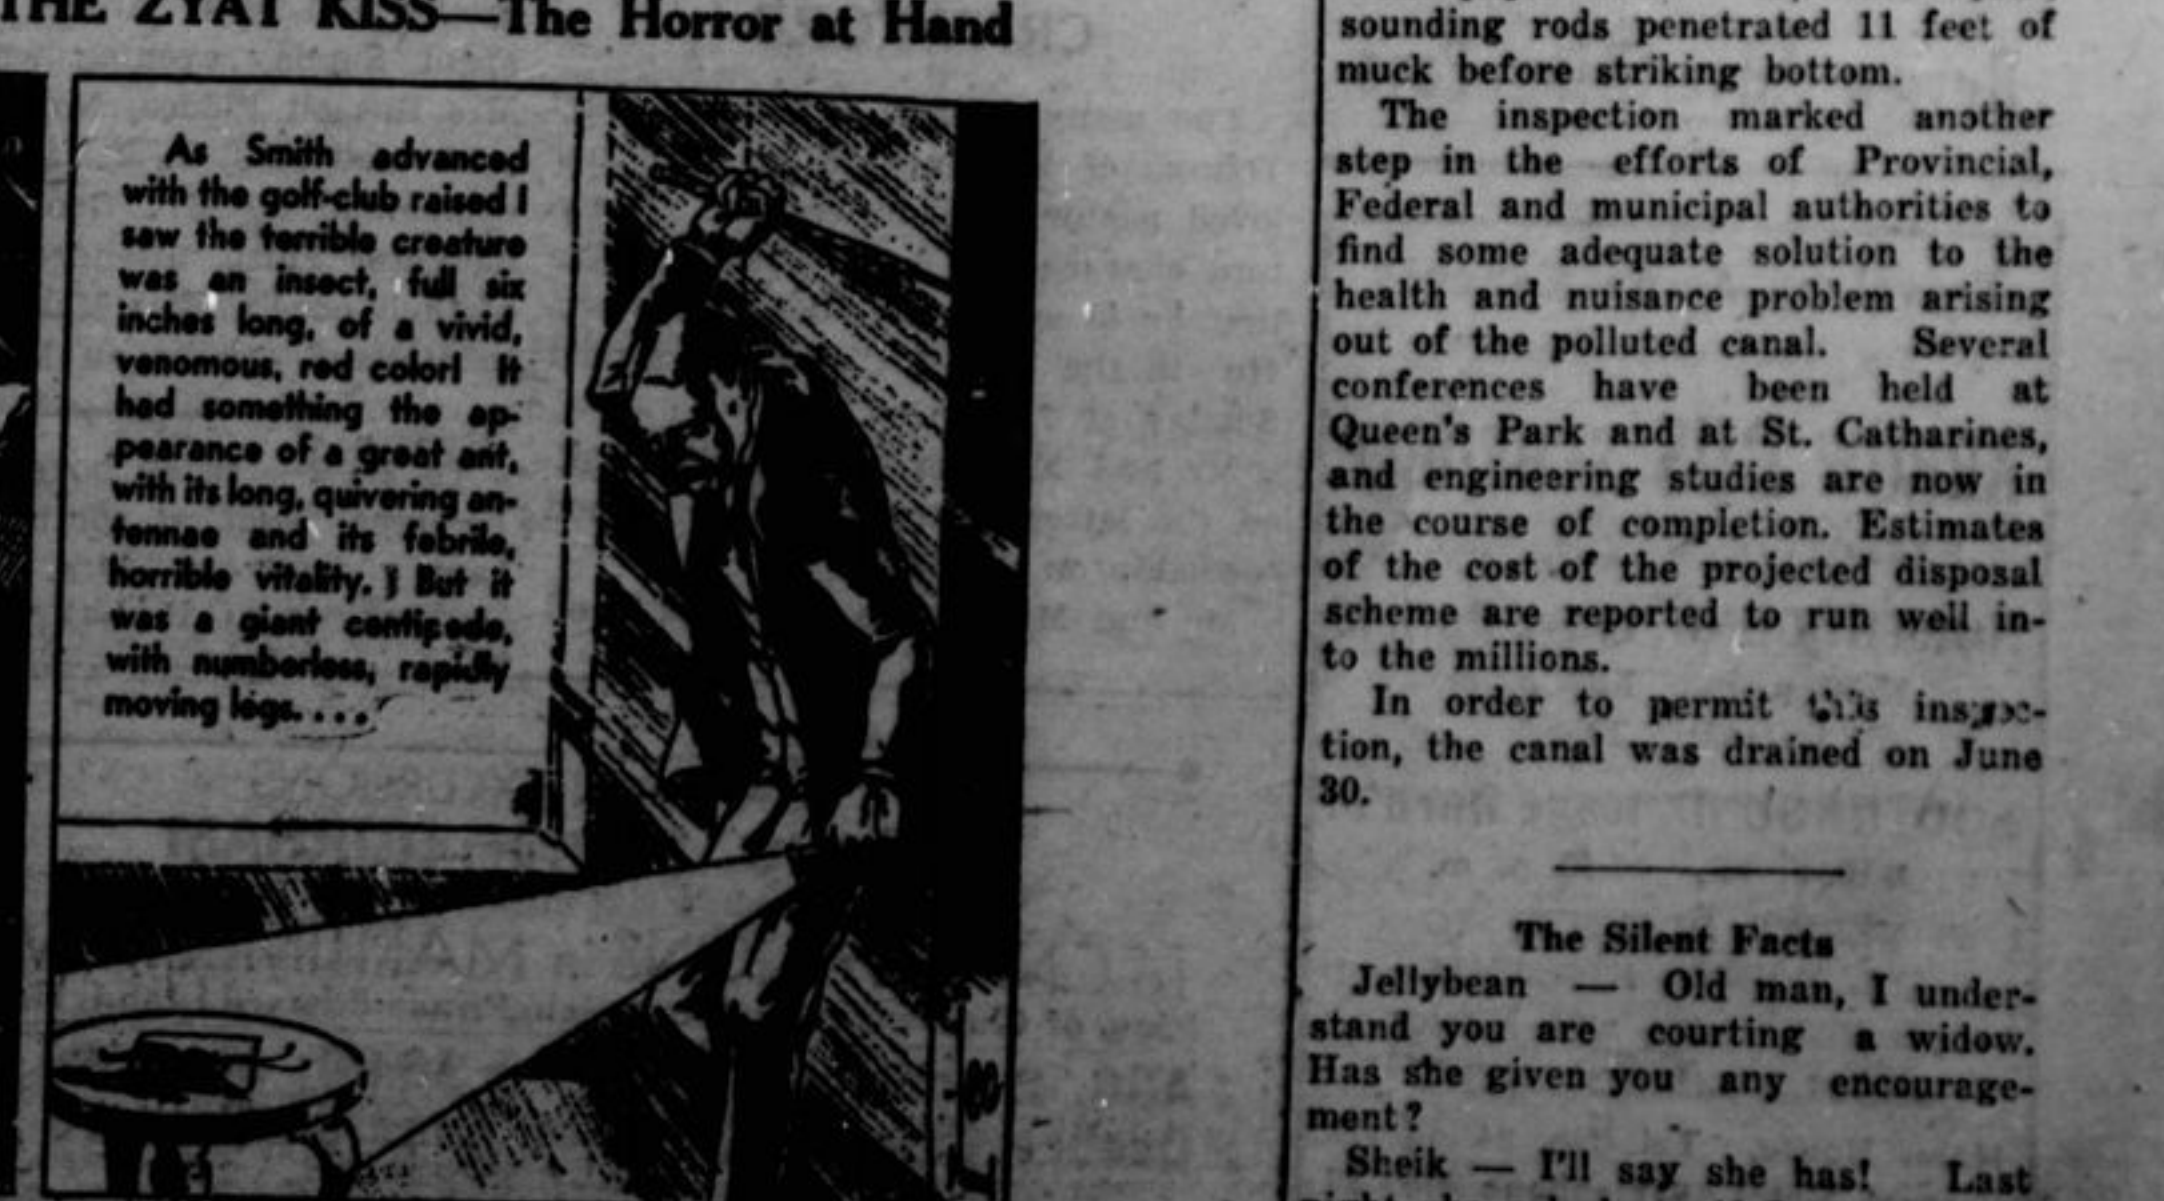 THE ZYAT KISS—The Horror at Hand
As Smith advanced
with the golf-club raised I
saw the terrible creature
was an insect, full six
inches long, of a vivid,
venomous, red color! It
had something the ap-
pearance of a great ant,
with its long, quivering an-
tennae and its febrile,
horrible vitality. But it
was a giant centipede,
with numberless, rapidly
moving legs....
sounding rods penetrated 11 feet of
muck before striking bottom.
The inspection marked another
step in the efforts of Provincial,
Federal and municipal authorities to
find some adequate solution to the
health and nuisance problem arising
out of the polluted canal. Several
conferences have been held at
Queen's Park and at St. Catharines,
and engineering studies are now in
the course of completion. Estimates
of the cost of the projected disposal
scheme are reported to run well in-
to the millions.
In order to permit this inspec-
tion, the canal was drained on June
30.
The Silent Facts
Jellybean — Old man, I under-
stand you are courting a widow.
Has she given you any encourage-
ment?
Sheik — I'll say she has! Last